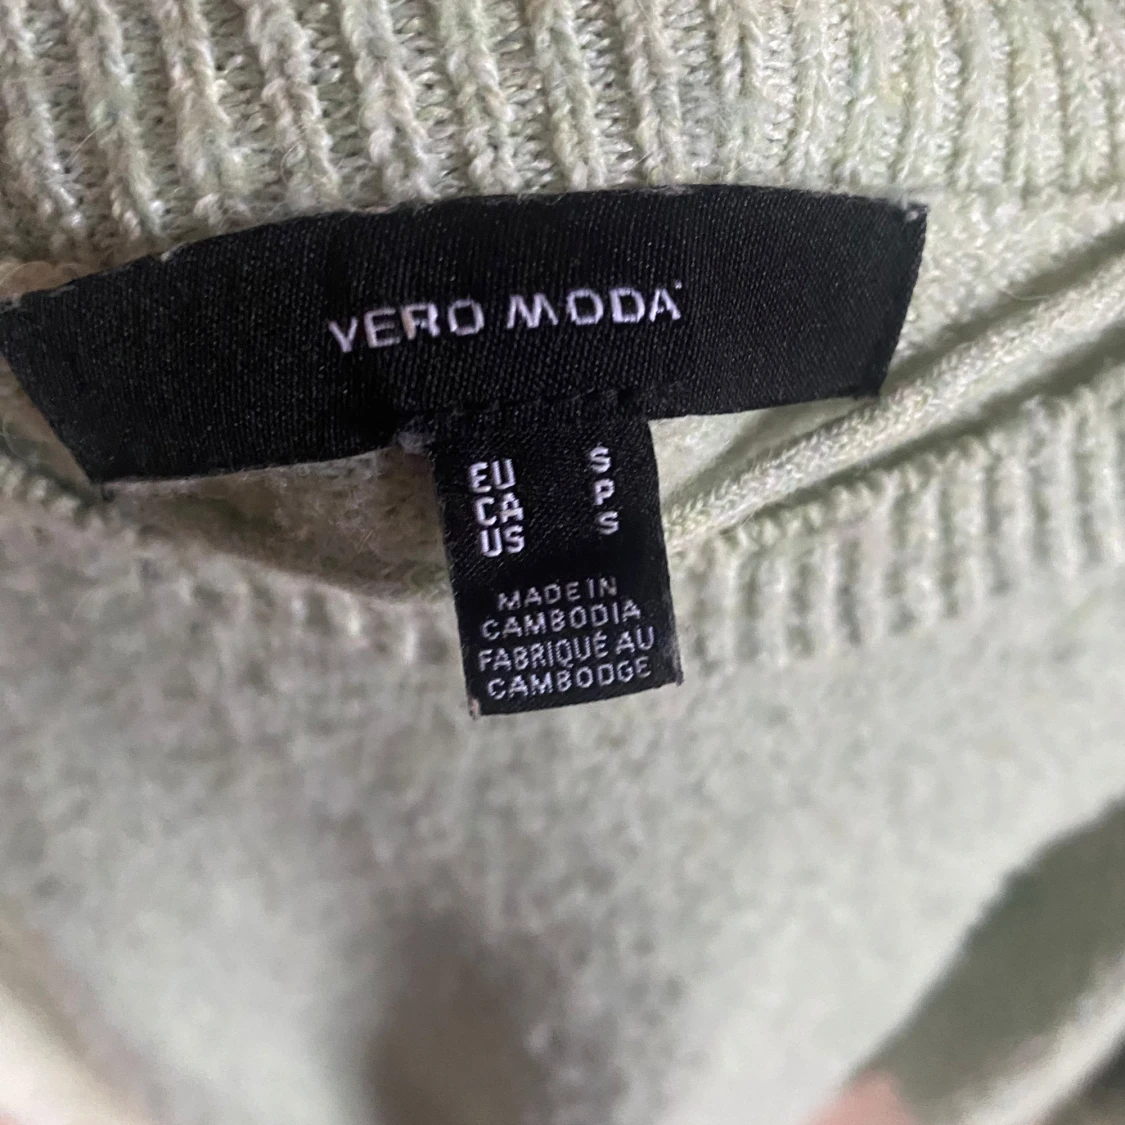 VERO MODA
EU S
CA P
US S
MADE IN
CAMBODIA
FABRIQUÉ AU
CAMBODGE